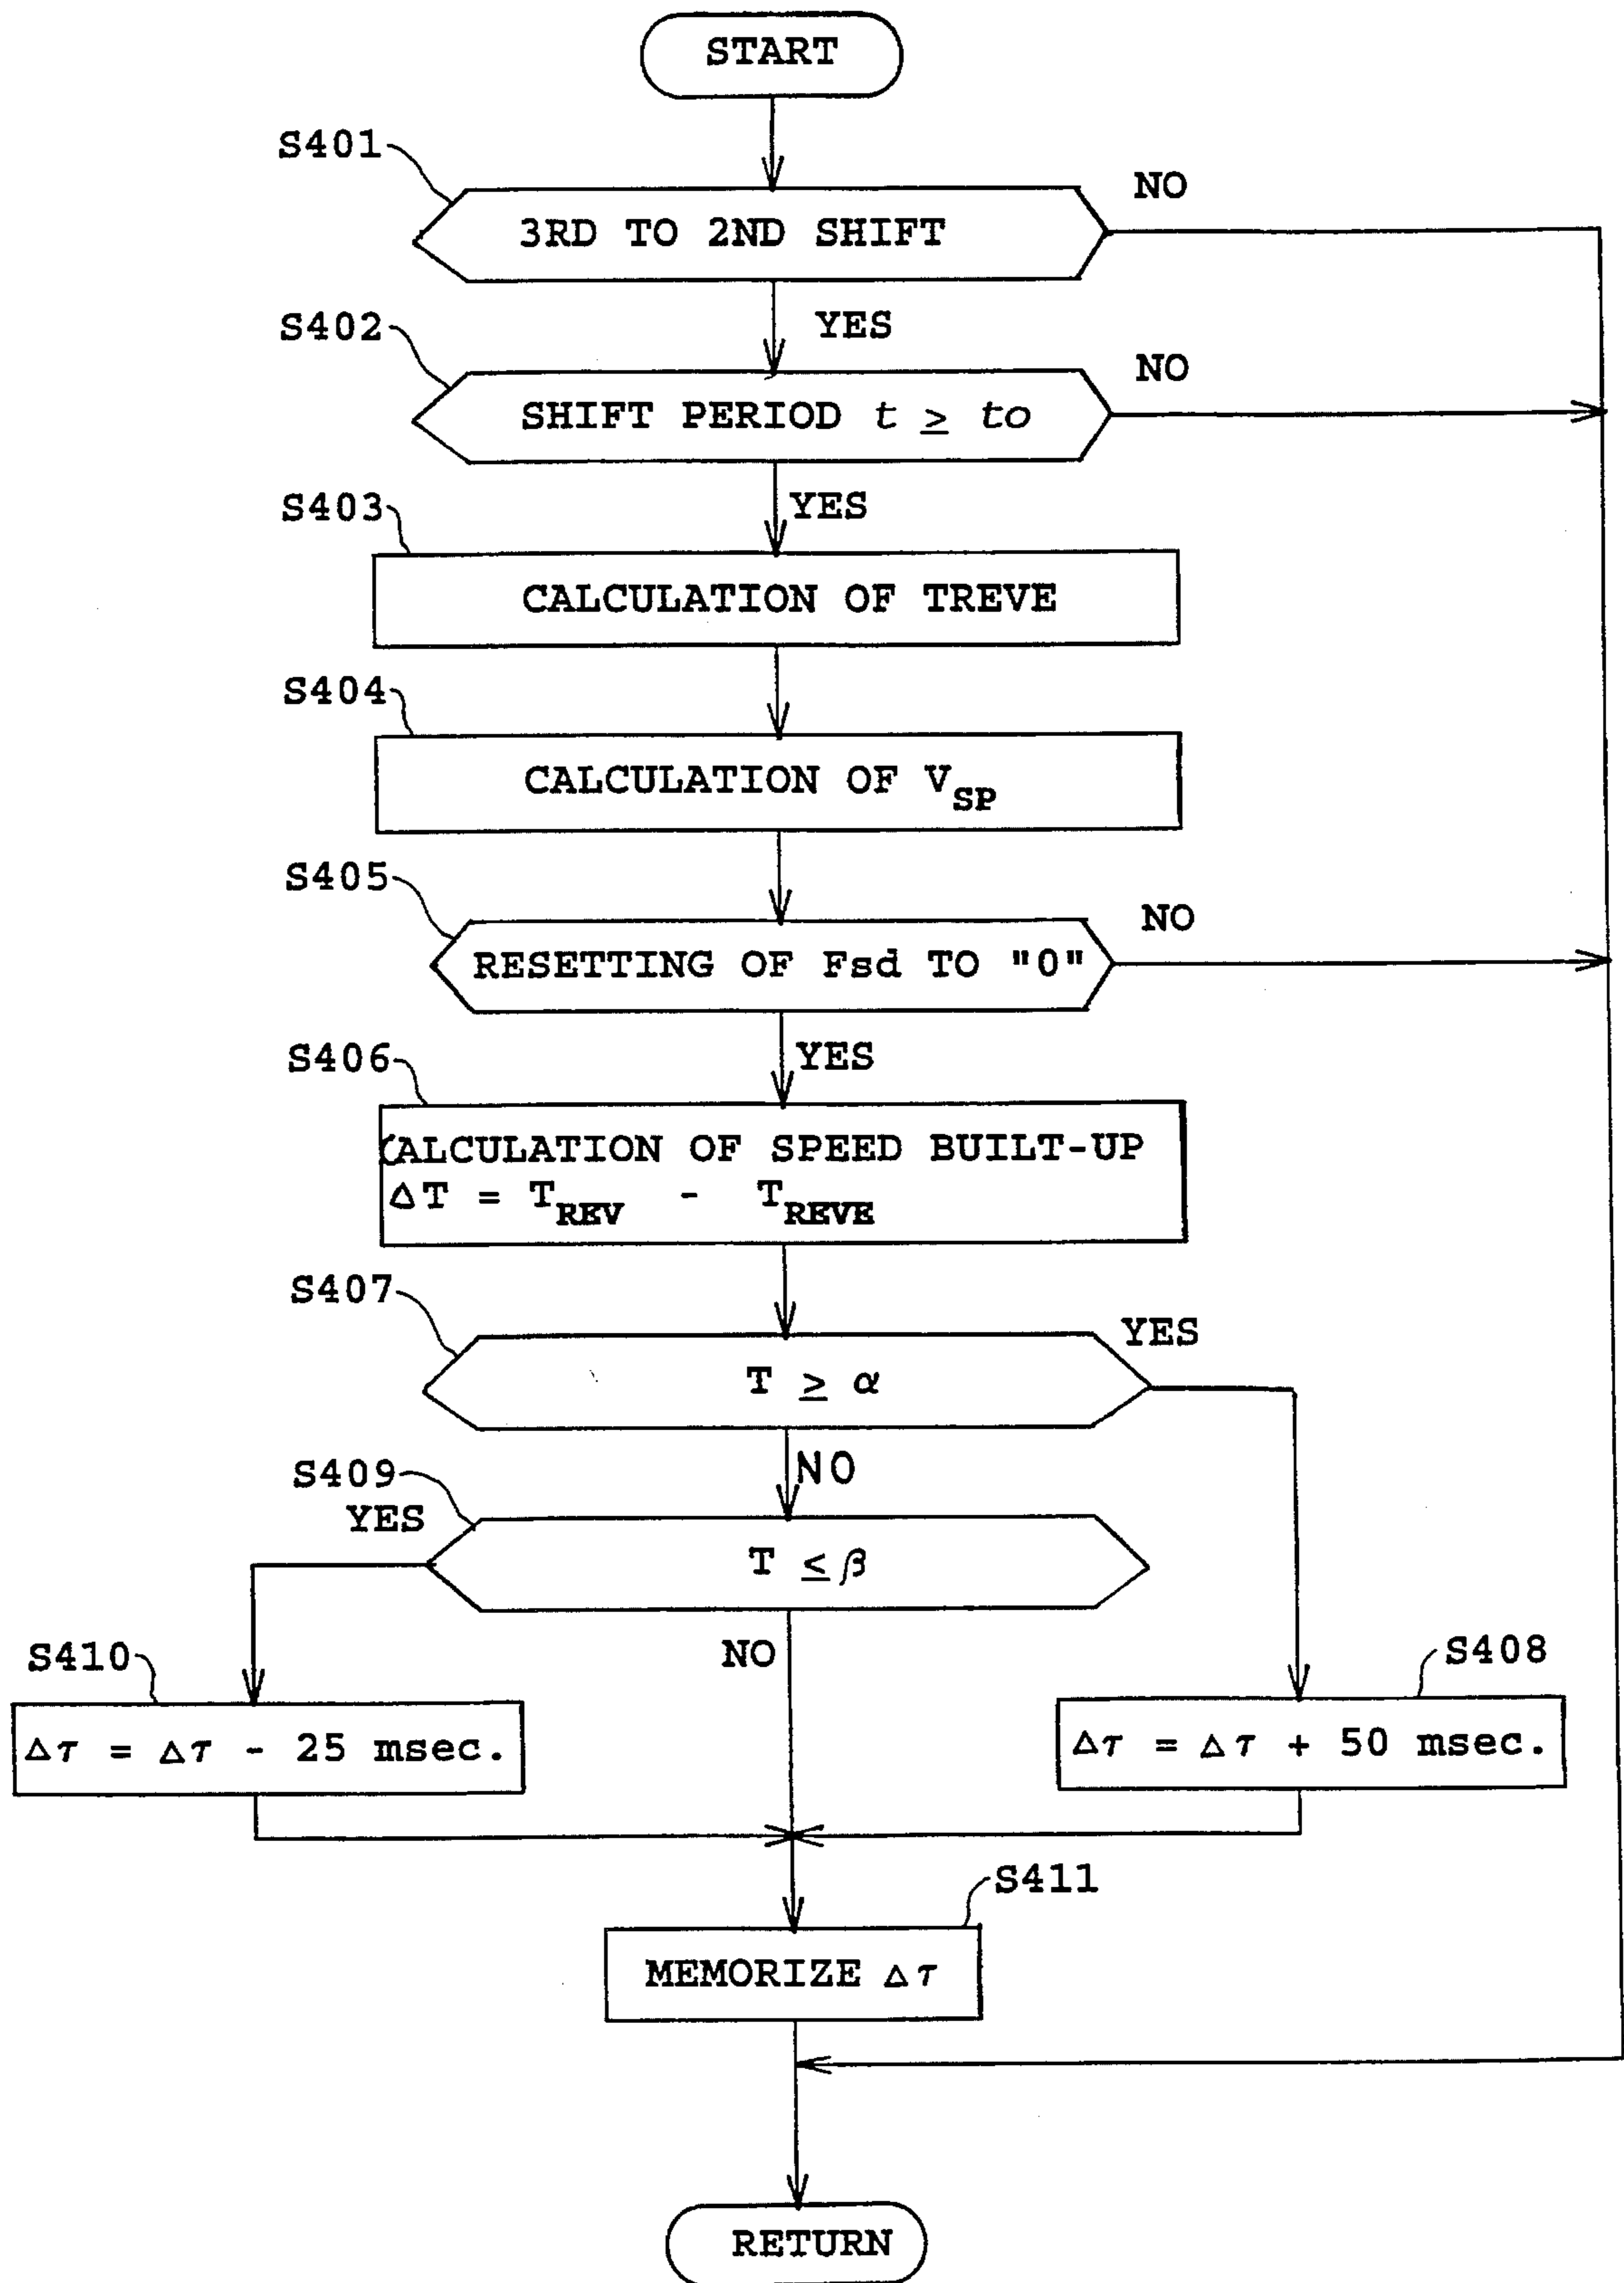 START
S401
NO
3RD TO 2ND SHIFT
S402
YES
NO
SHIFT PERIOD t ≥ to
S403
YES
CALCULATION OF TREVE
S404
CALCULATION OF VSP
S405
NO
RESETTING OF Fsd TO "0"
S406
YES
CALCULATION OF SPEED BUILT-UP
ΔT = TREV - TREVE
S407
YES
T ≥ α
S409
NO
YES
T ≤ β
S410
NO
S408
Δτ = Δτ - 25 msec.
Δτ = Δτ + 50 msec.
S411
MEMORIZE Δτ
RETURN